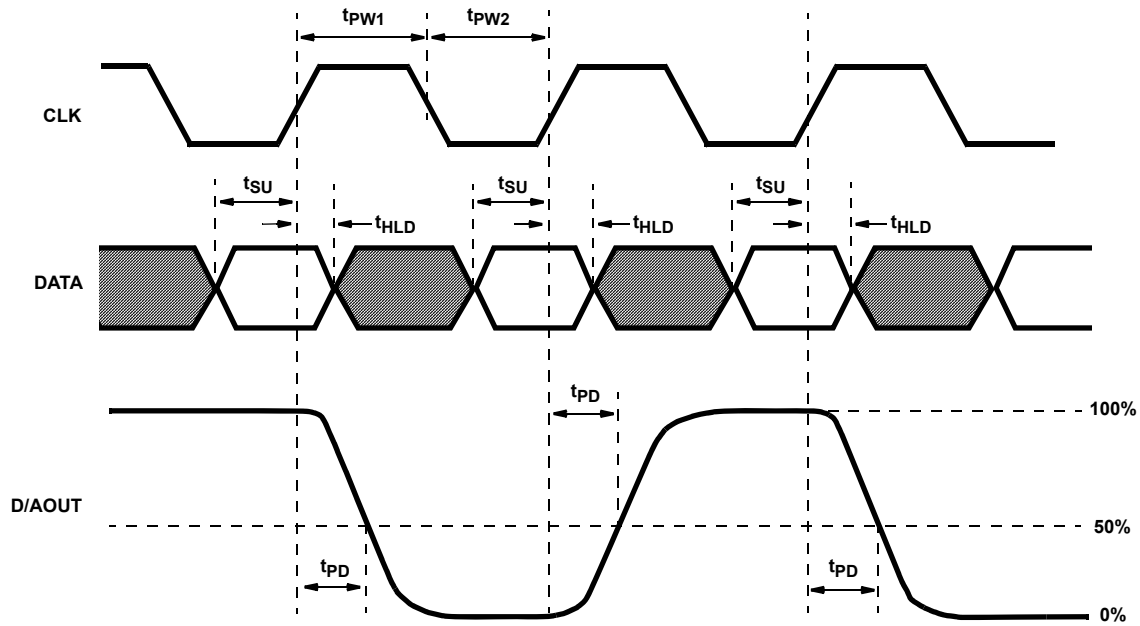 tPW1 tPW2
CLK
tSU tSU tSU
tHLD tHLD tHLD
DATA
tPD
100%
D/AOUT
50%
tPD tPD
0%